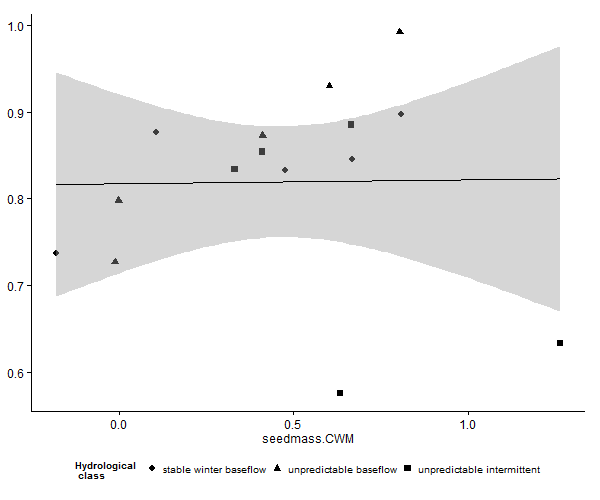 1.0
0.9
0.8
0.7
0.6
0.0 0.5 1.0
seedmass.CWM
Hydrological
class
stable winter baseflow unpredictable baseflow unpredictable intermittent